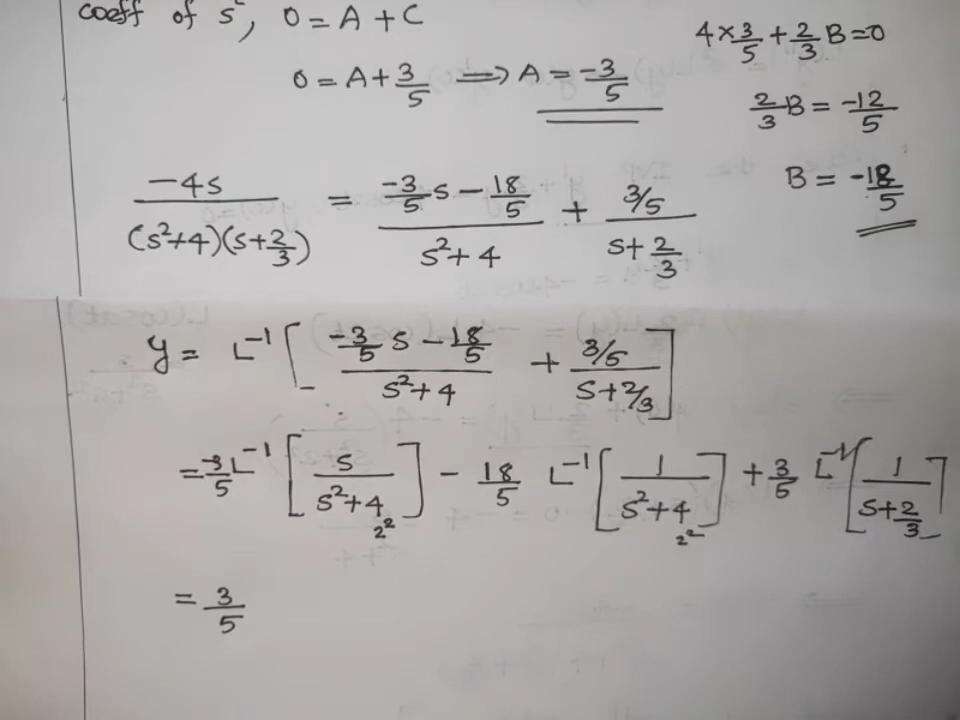 coeff of s², 0 = A + C
0 = A + 3/5 ⟹ A = -3/5
4 × 3/5 + 2/3 B = 0
2/3 B = -12/5
B = -18/5
-4s / (s²+4)(s+2/3) = (-3/5 s - 18/5) / (s²+4) + (3/5) / (s+2/3)
y = L⁻¹ [ (-3/5 s - 18/5) / (s²+4) + (3/5) / (s+2/3) ]
= -3/5 L⁻¹ [ s / (s²+4) ] - 18/5 L⁻¹ [ 1 / (s²+4) ] + 3/5 L⁻¹ [ 1 / (s+2/3) ]
2² 2²
= 3/5